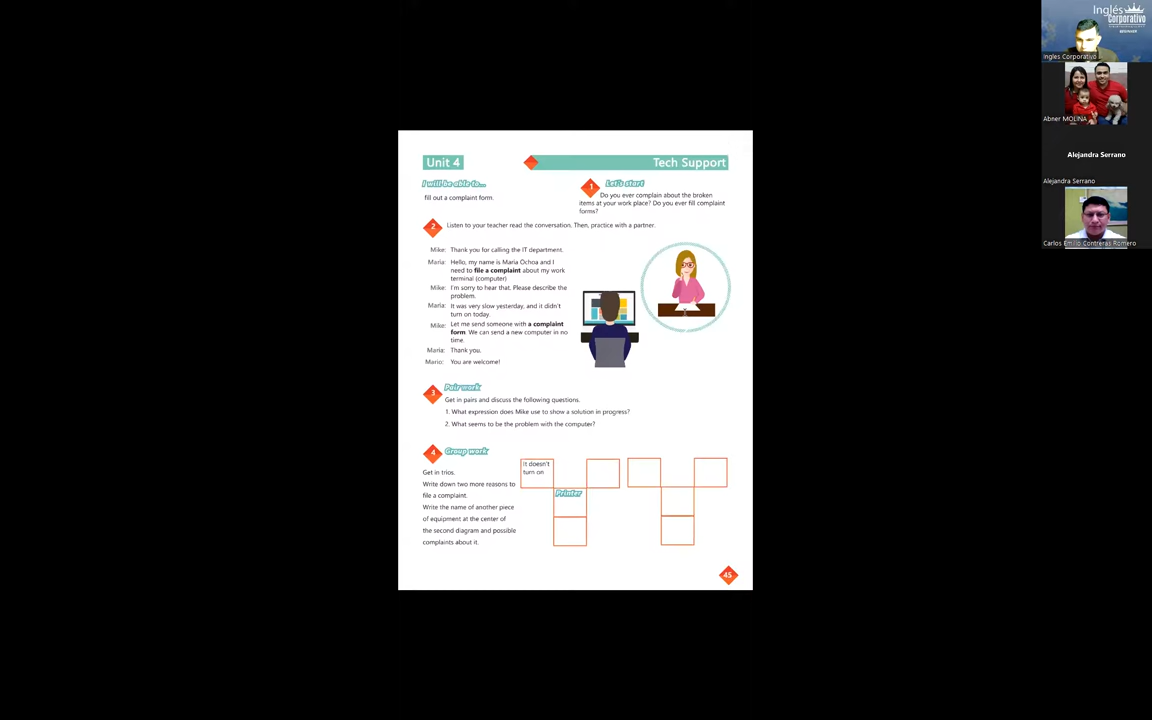 Unit 4
Tech Support
I will be able to...
fill out a complaint form.
1
Let's start
Do you ever complain about the broken
items at your work place? Do you ever fill complaint
forms?
2
Listen to your teacher read the conversation. Then, practice with a partner.
Mike: Thank you for calling the IT department.
Maria: Hello, my name is Maria Ochoa and I
need to file a complaint about my work
terminal (computer)
Mike: I'm sorry to hear that. Please describe the
problem.
Maria: It was very slow yesterday, and it didn't
turn on today.
Mike: Let me send someone with a complaint
form. We can send a new computer in no
time.
Maria: Thank you.
Mario: You are welcome!
3
Pair work
Get in pairs and discuss the following questions.
1. What expression does Mike use to show a solution in progress?
2. What seems to be the problem with the computer?
4
Group work
Get in trios.
Write down two more reasons to
file a complaint.
Write the name of another piece
of equipment at the center of
the second diagram and possible
complaints about it.
It doesn't
turn on
Printer
45
Inglés
Corporativo
BEGINNER
Ingles Corporativo
Abner MOLINA
Alejandra Serrano
Alejandra Serrano
Carlos Emilio Contreras Romero